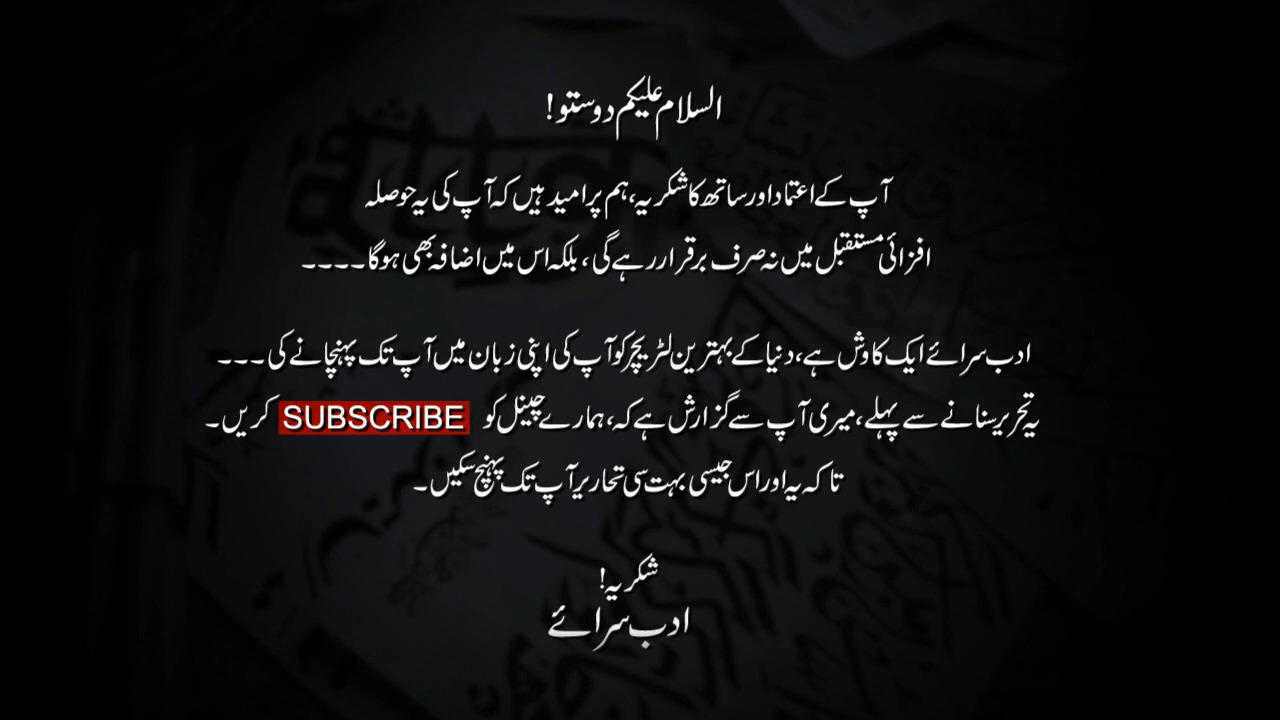 السلام علیکم دوستو!
آپ کے اعتماد اور ساتھ کا شکریہ، ہم پر امید ہیں کہ آپ کی یہ حوصلہ
افزائی مستقبل میں نہ صرف برقرار رہے گی، بلکہ اس میں اضافہ بھی ہوگا۔۔۔۔
ادب سرائے ایک کاوش ہے، دنیا کے بہترین لٹریچر کو آپ کی اپنی زبان میں آپ تک پہنچانے کی۔۔۔
یہ تحریر سنانے سے پہلے، میری آپ سے گزارش ہے کہ، ہمارے چینل کو SUBSCRIBE کریں۔
تاکہ یہ اور اس جیسی بہت سی تحاریر آپ تک پہنچ سکیں۔
شکریہ!
ادب سرائے